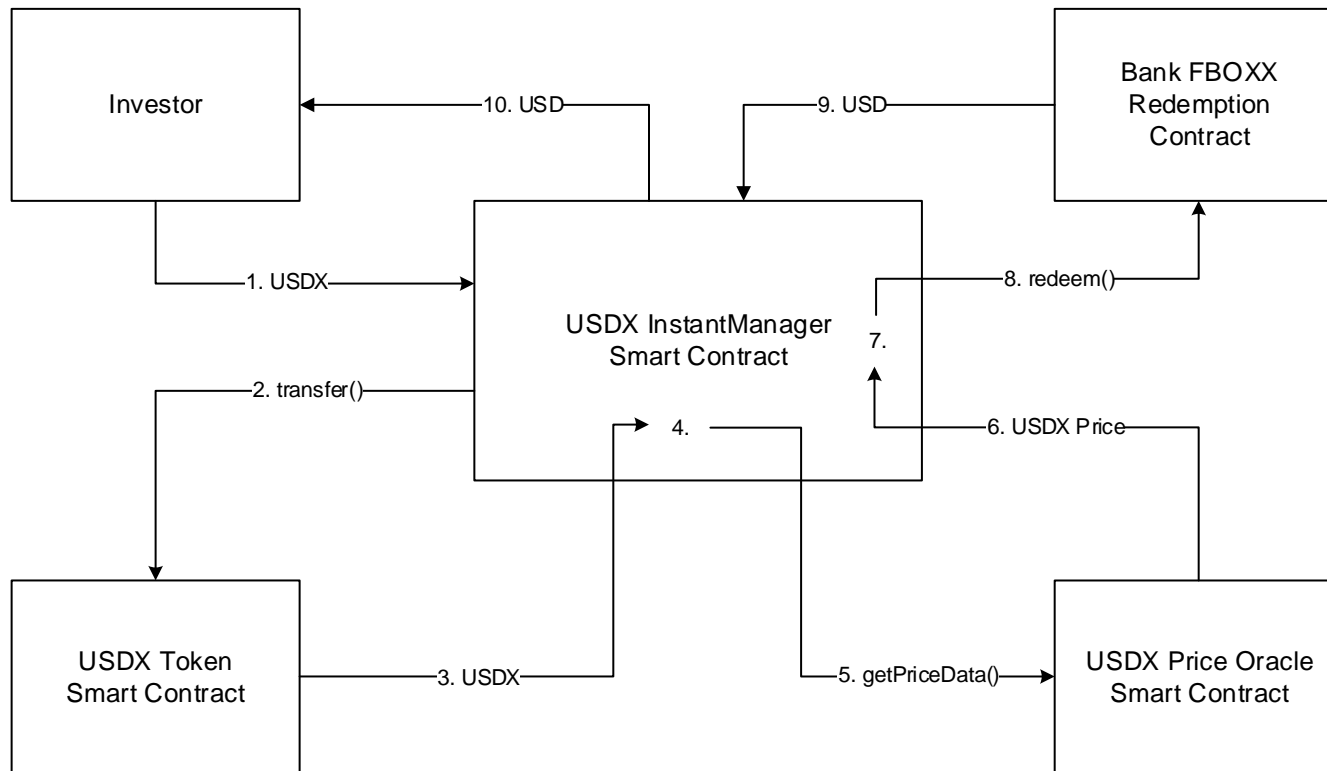 Investor
10. USD
9. USD
Bank FBOXX
Redemption
Contract
1. USDX
8. redeem()
USDX InstantManager
Smart Contract
7.
2. transfer()
4.
6. USDX Price
USDX Token
Smart Contract
3. USDX
5. getPriceData()
USDX Price Oracle
Smart Contract